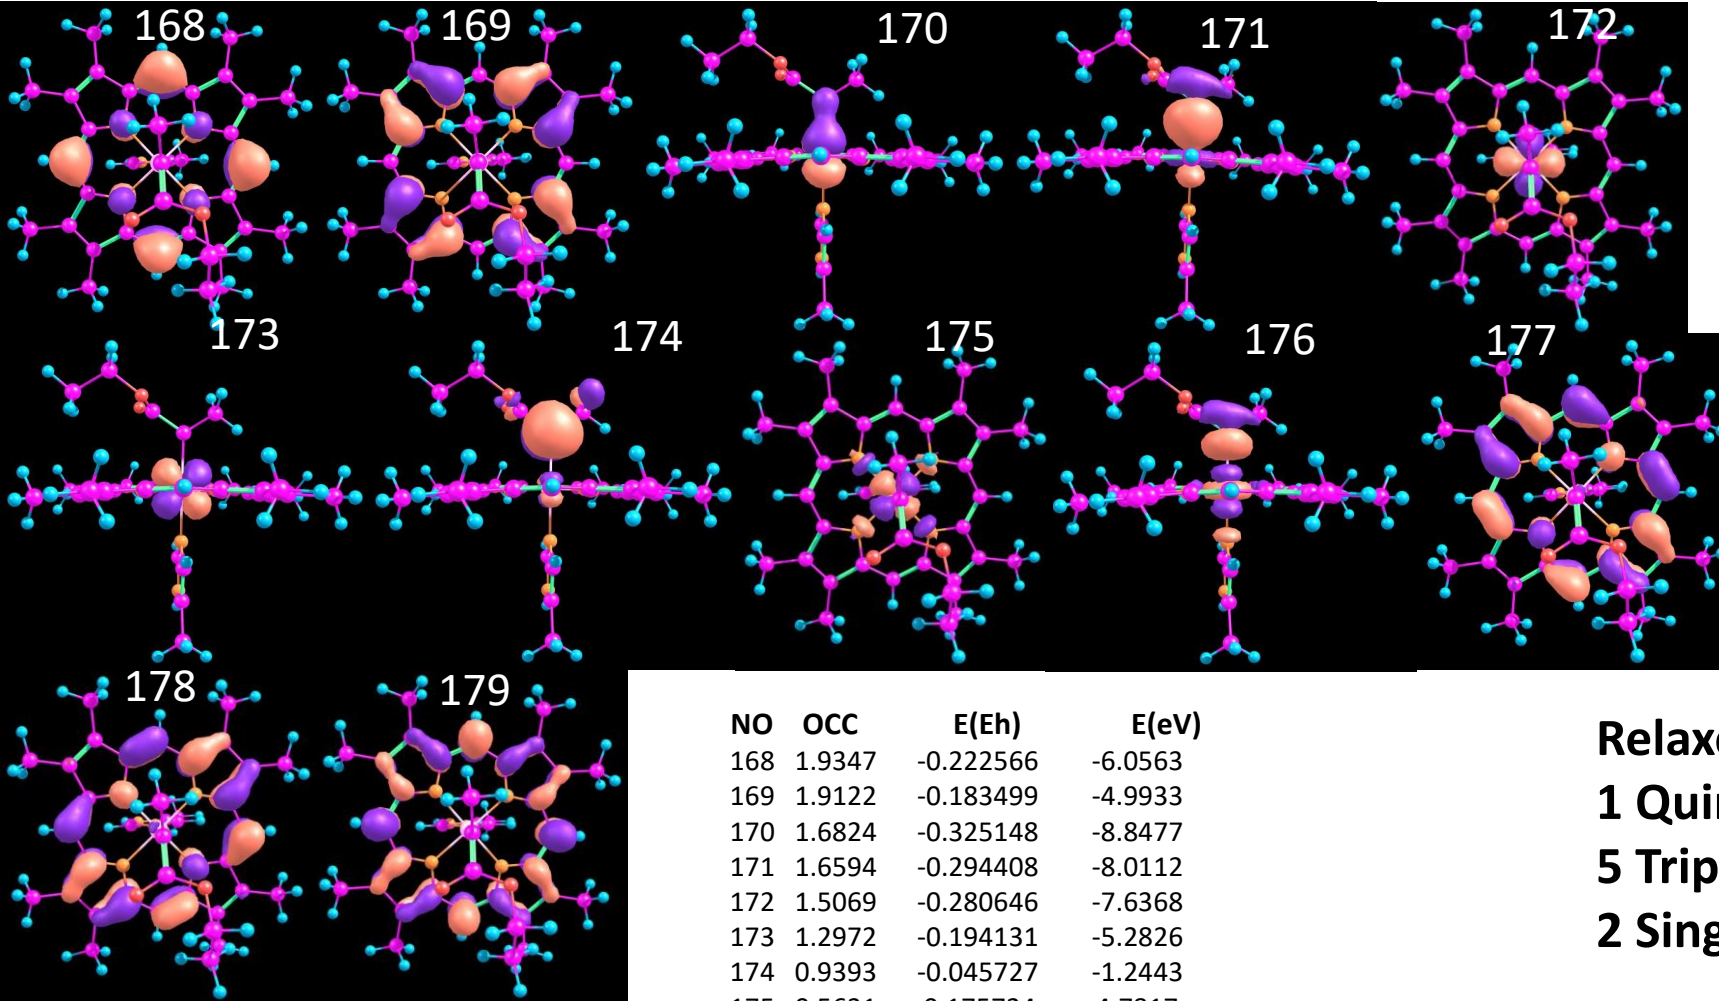 168 169 170 171 172
173 174 175 176 177
178 179
NO OCC E(Eh) E(eV)
168 1.9347 -0.222566 -6.0563
169 1.9122 -0.183499 -4.9933
170 1.6824 -0.325148 -8.8477
171 1.6594 -0.294408 -8.0112
172 1.5069 -0.280646 -7.6368
173 1.2972 -0.194131 -5.2826
174 0.9393 -0.045727 -1.2443
1
5
2